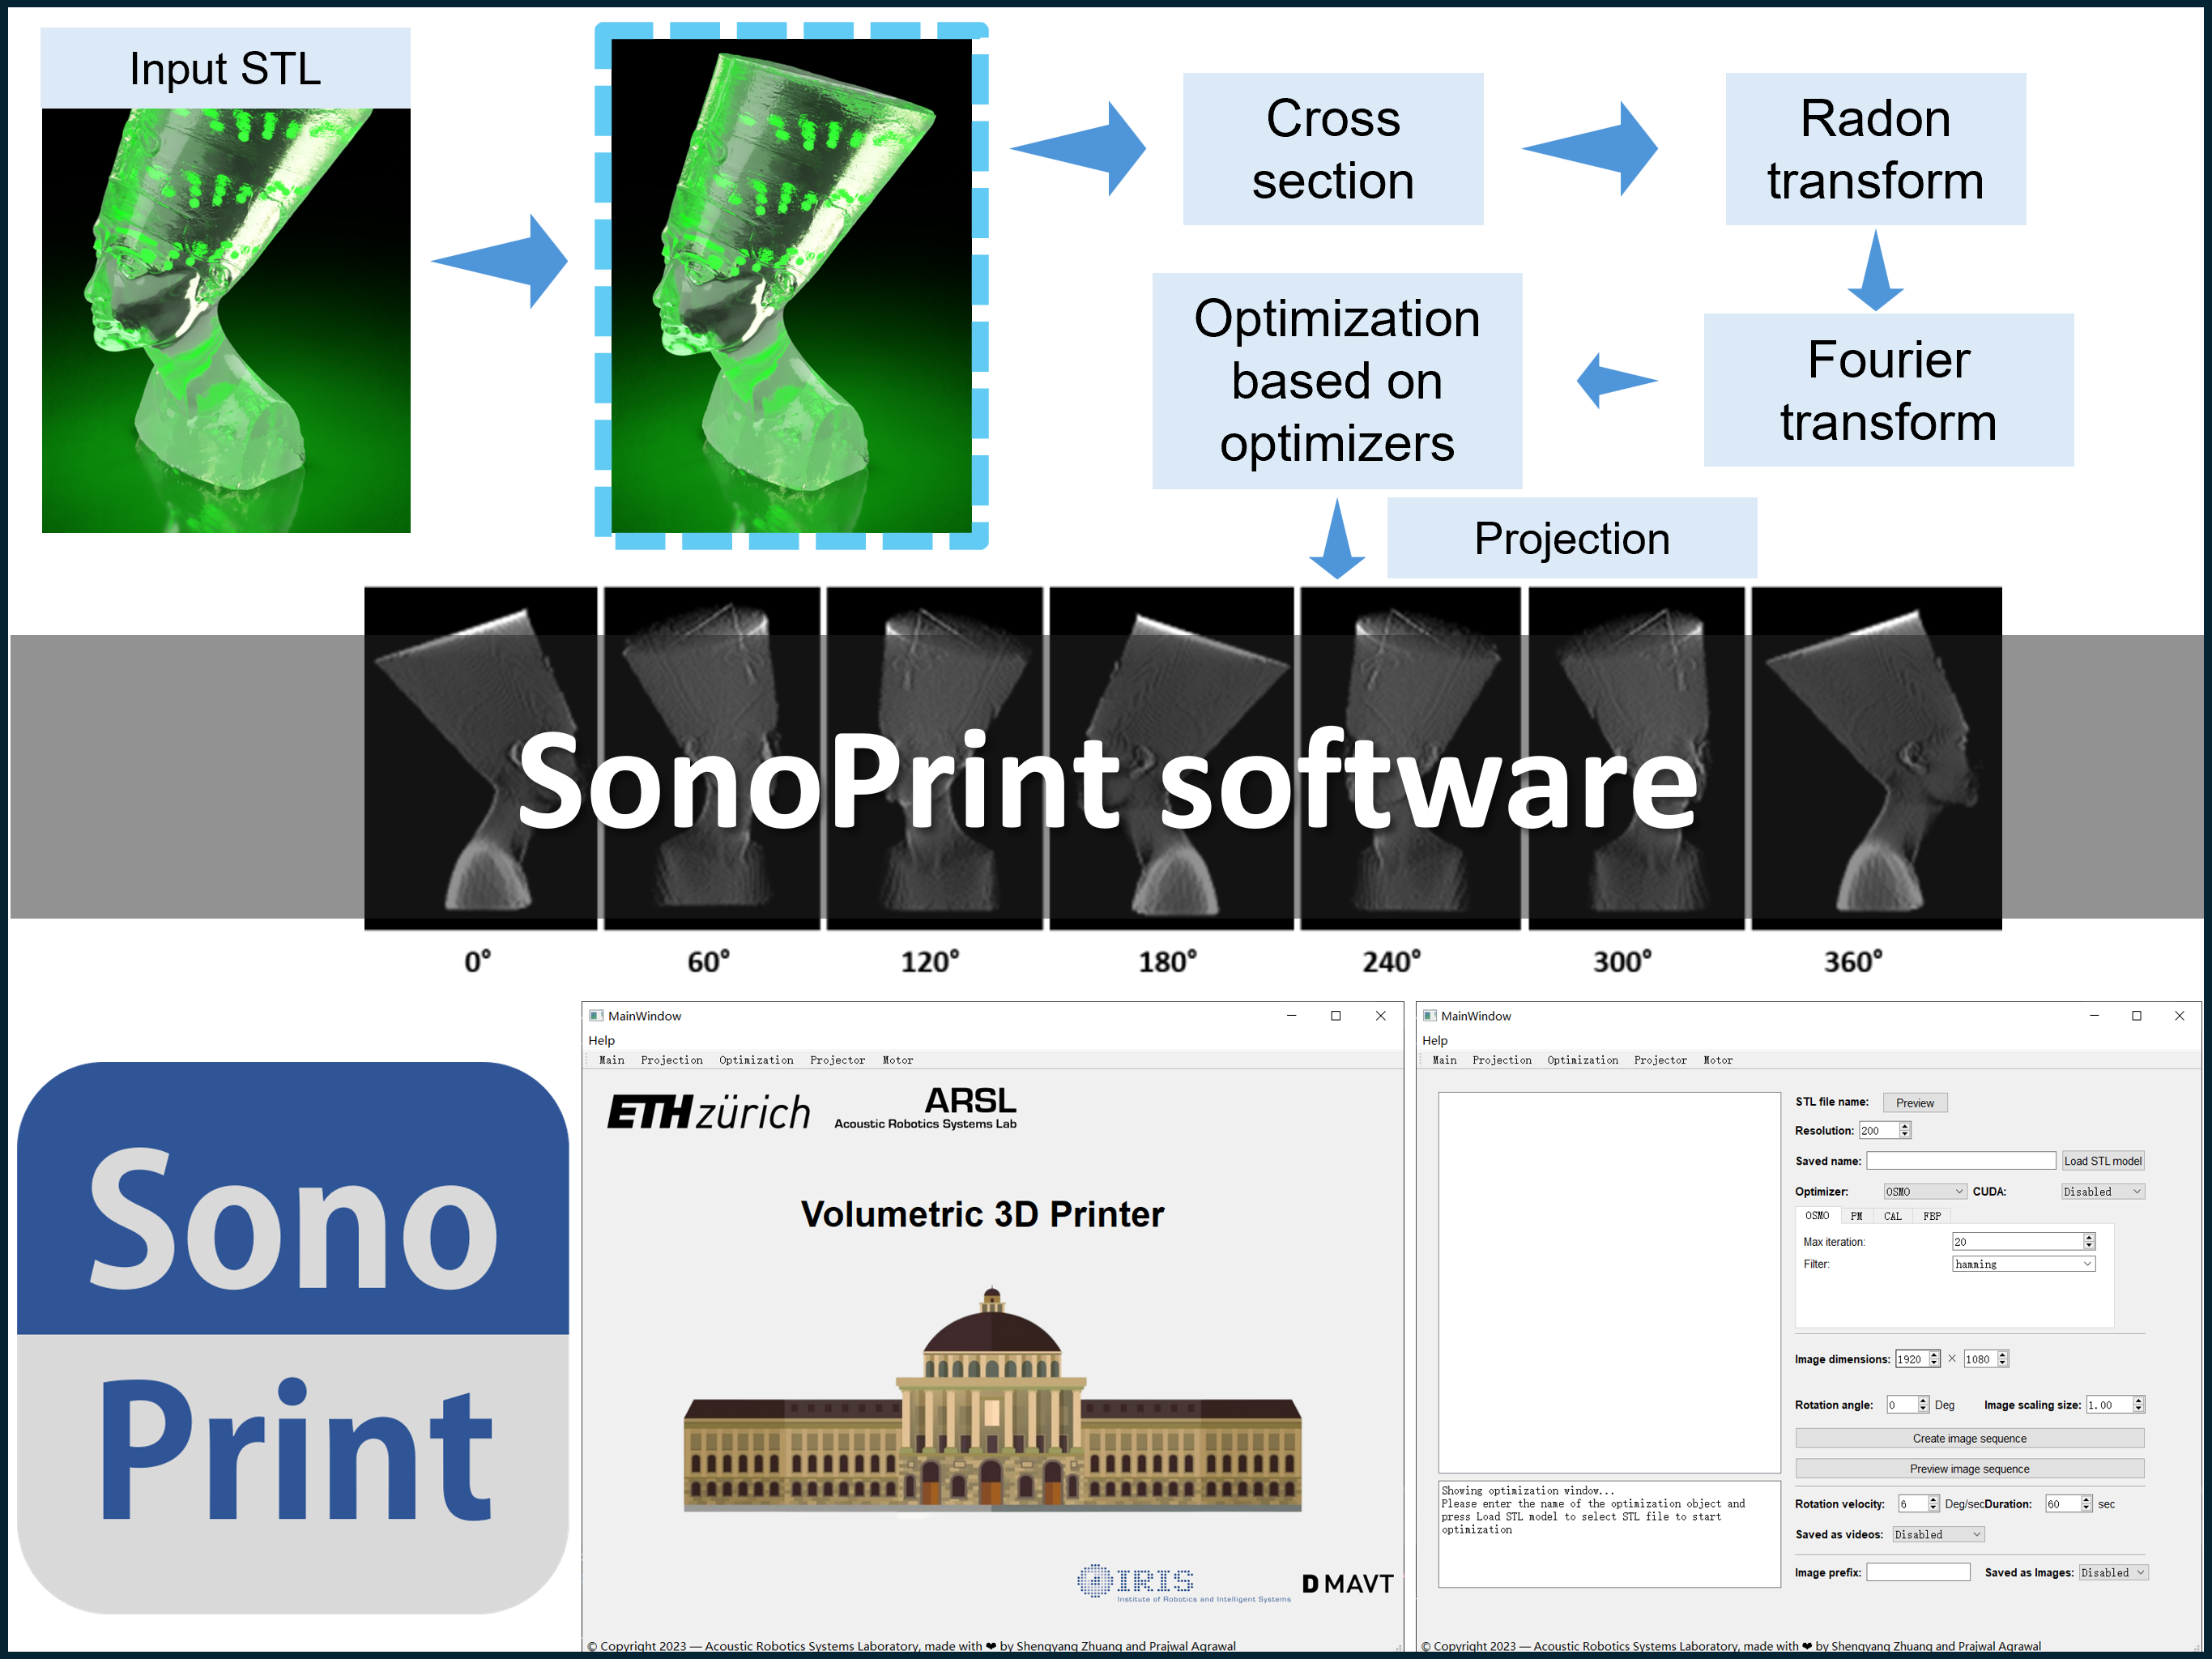 Input STL
Cross
section
Radon
transform
Optimization
based on
optimizers
Fourier
transform
Projection
SonoPrint software
0°
60°
120°
180°
240°
300°
360°
Sono
Print
MainWindow
Help
Main Projection Optimization Projector Motor
ETH zürich
ARSL
Acoustic Robotics Systems Lab
Volumetric 3D Printer
IRIS
Institute of Robotics and Intelligent Systems
D MAVT
© Copyright 2023 — Acoustic Robotics Systems Laboratory, made with ❤ by Shengyang Zhuang and Prajwal Agrawal
MainWindow
Help
Main Projection Optimization Projector Motor
STL file name: Preview
Resolution: 200
Saved name: Load STL model
Optimizer: OSMO CUDA: Disabled
OSMO PM CAL FBP
Max iteration: 20
Filter: hamming
Image dimensions: 1920 × 1080
Rotation angle: 0 Deg Image scaling size: 1.00
Create image sequence
Preview image sequence
Showing optimization window...
Please enter the name of the optimization object and
press Load STL model to select STL file to start
optimization
Rotation velocity: 6 Deg/secDuration: 60 sec
Saved as videos: Disabled
Image prefix: Saved as Images: Disabled
© Copyright 2023 — Acoustic Robotics Systems Laboratory, made with ❤ by Shengyang Zhuang and Prajwal Agrawal